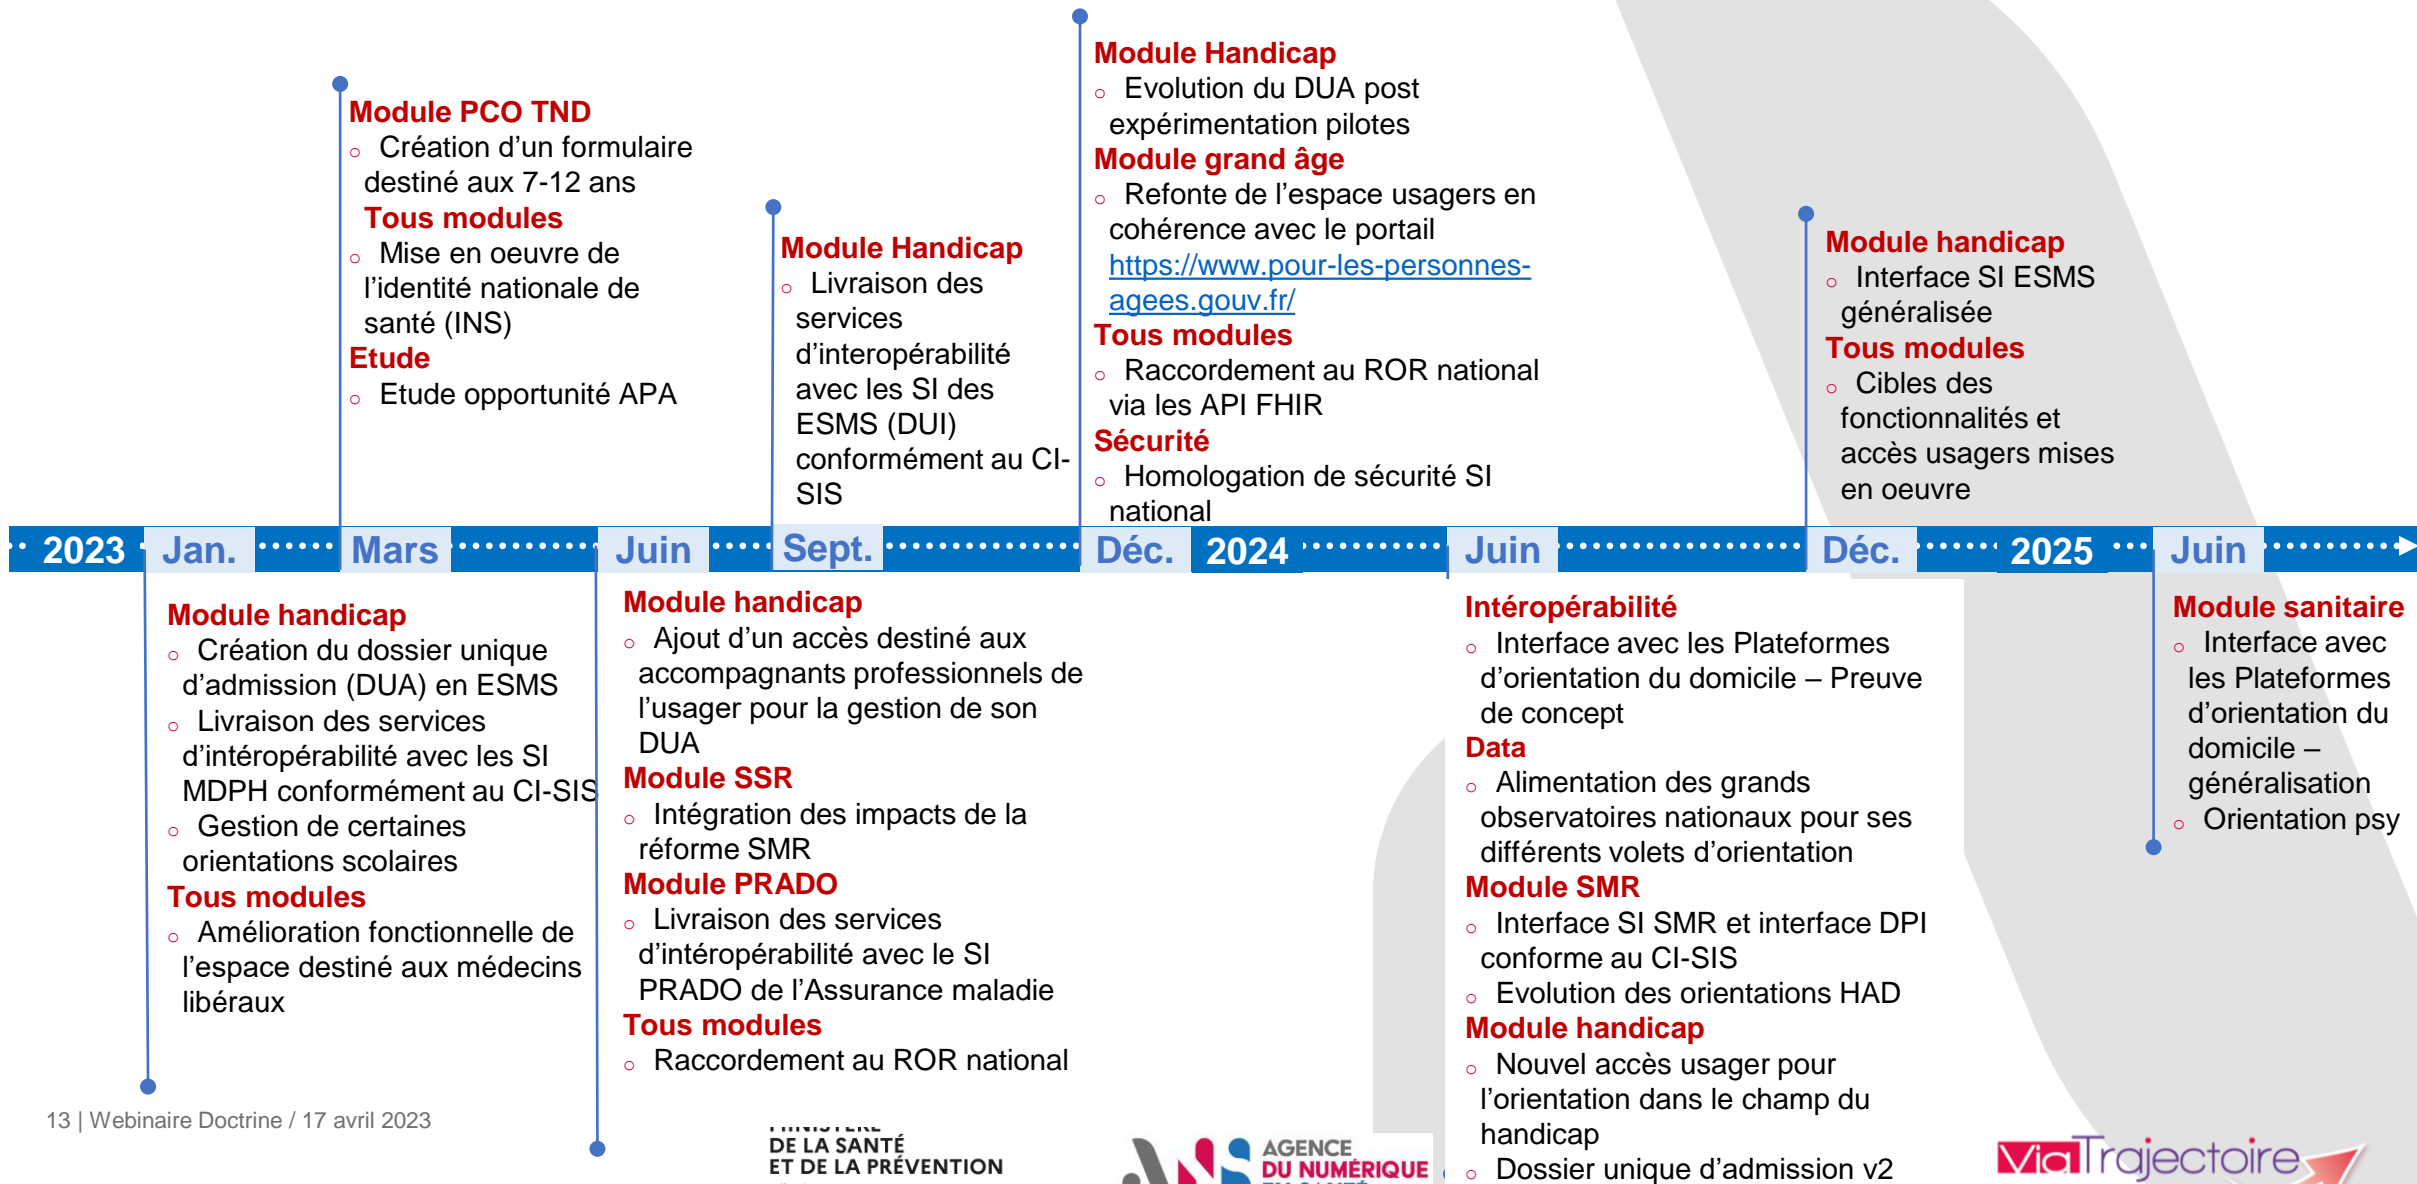 Module PCO TND
○ Création d’un formulaire
destiné aux 7-12 ans
Tous modules
○ Mise en oeuvre de
l’identité nationale de
santé (INS)
Etude
○ Etude opportunité APA
Module Handicap
○ Livraison des
services
d’interopérabilité
avec les SI des
ESMS (DUI)
conformément au CI-
SIS
Module Handicap
○ Evolution du DUA post
expérimentation pilotes
Module grand âge
○ Refonte de l’espace usagers en
cohérence avec le portail
https://www.pour-les-personnes-
agees.gouv.fr/
Tous modules
○ Raccordement au ROR national
via les API FHIR
Sécurité
○ Homologation de sécurité SI
national
Module handicap
○ Interface SI ESMS
généralisée
Tous modules
○ Cibles des
fonctionnalités et
accès usagers mises
en oeuvre
2023 Jan. Mars Juin Sept. Déc. 2024 Juin Déc. 2025 Juin
Module handicap
○ Création du dossier unique
d’admission (DUA) en ESMS
○ Livraison des services
d’intéropérabilité avec les SI
MDPH conformément au CI-SIS
○ Gestion de certaines
orientations scolaires
Tous modules
○ Amélioration fonctionnelle de
l’espace destiné aux médecins
libéraux
Module handicap
○ Ajout d’un accès destiné aux
accompagnants professionnels de
l’usager pour la gestion de son
DUA
Module SSR
○ Intégration des impacts de la
réforme SMR
Module PRADO
○ Livraison des services
d’intéropérabilité avec le SI
PRADO de l’Assurance maladie
Tous modules
○ Raccordement au ROR national
Intéropérabilité
○ Interface avec les Plateformes
d’orientation du domicile – Preuve
de concept
Data
○ Alimentation des grands
observatoires nationaux pour ses
différents volets d’orientation
Module SMR
○ Interface SI SMR et interface DPI
conforme au CI-SIS
○ Evolution des orientations HAD
Module handicap
○ Nouvel accès usager pour
l’orientation dans le champ du
handicap
○ Dossier unique d’admission v2
Module sanitaire
○ Interface avec
les Plateformes
d’orientation du
domicile –
généralisation
○ Orientation psy
13 | Webinaire Doctrine / 17 avril 2023
MINISTÈRE
DE LA SANTÉ
ET DE LA PRÉVENTION
AGENCE
DU NUMÉRIQUE
EN SANTÉ
ViaTrajectoire